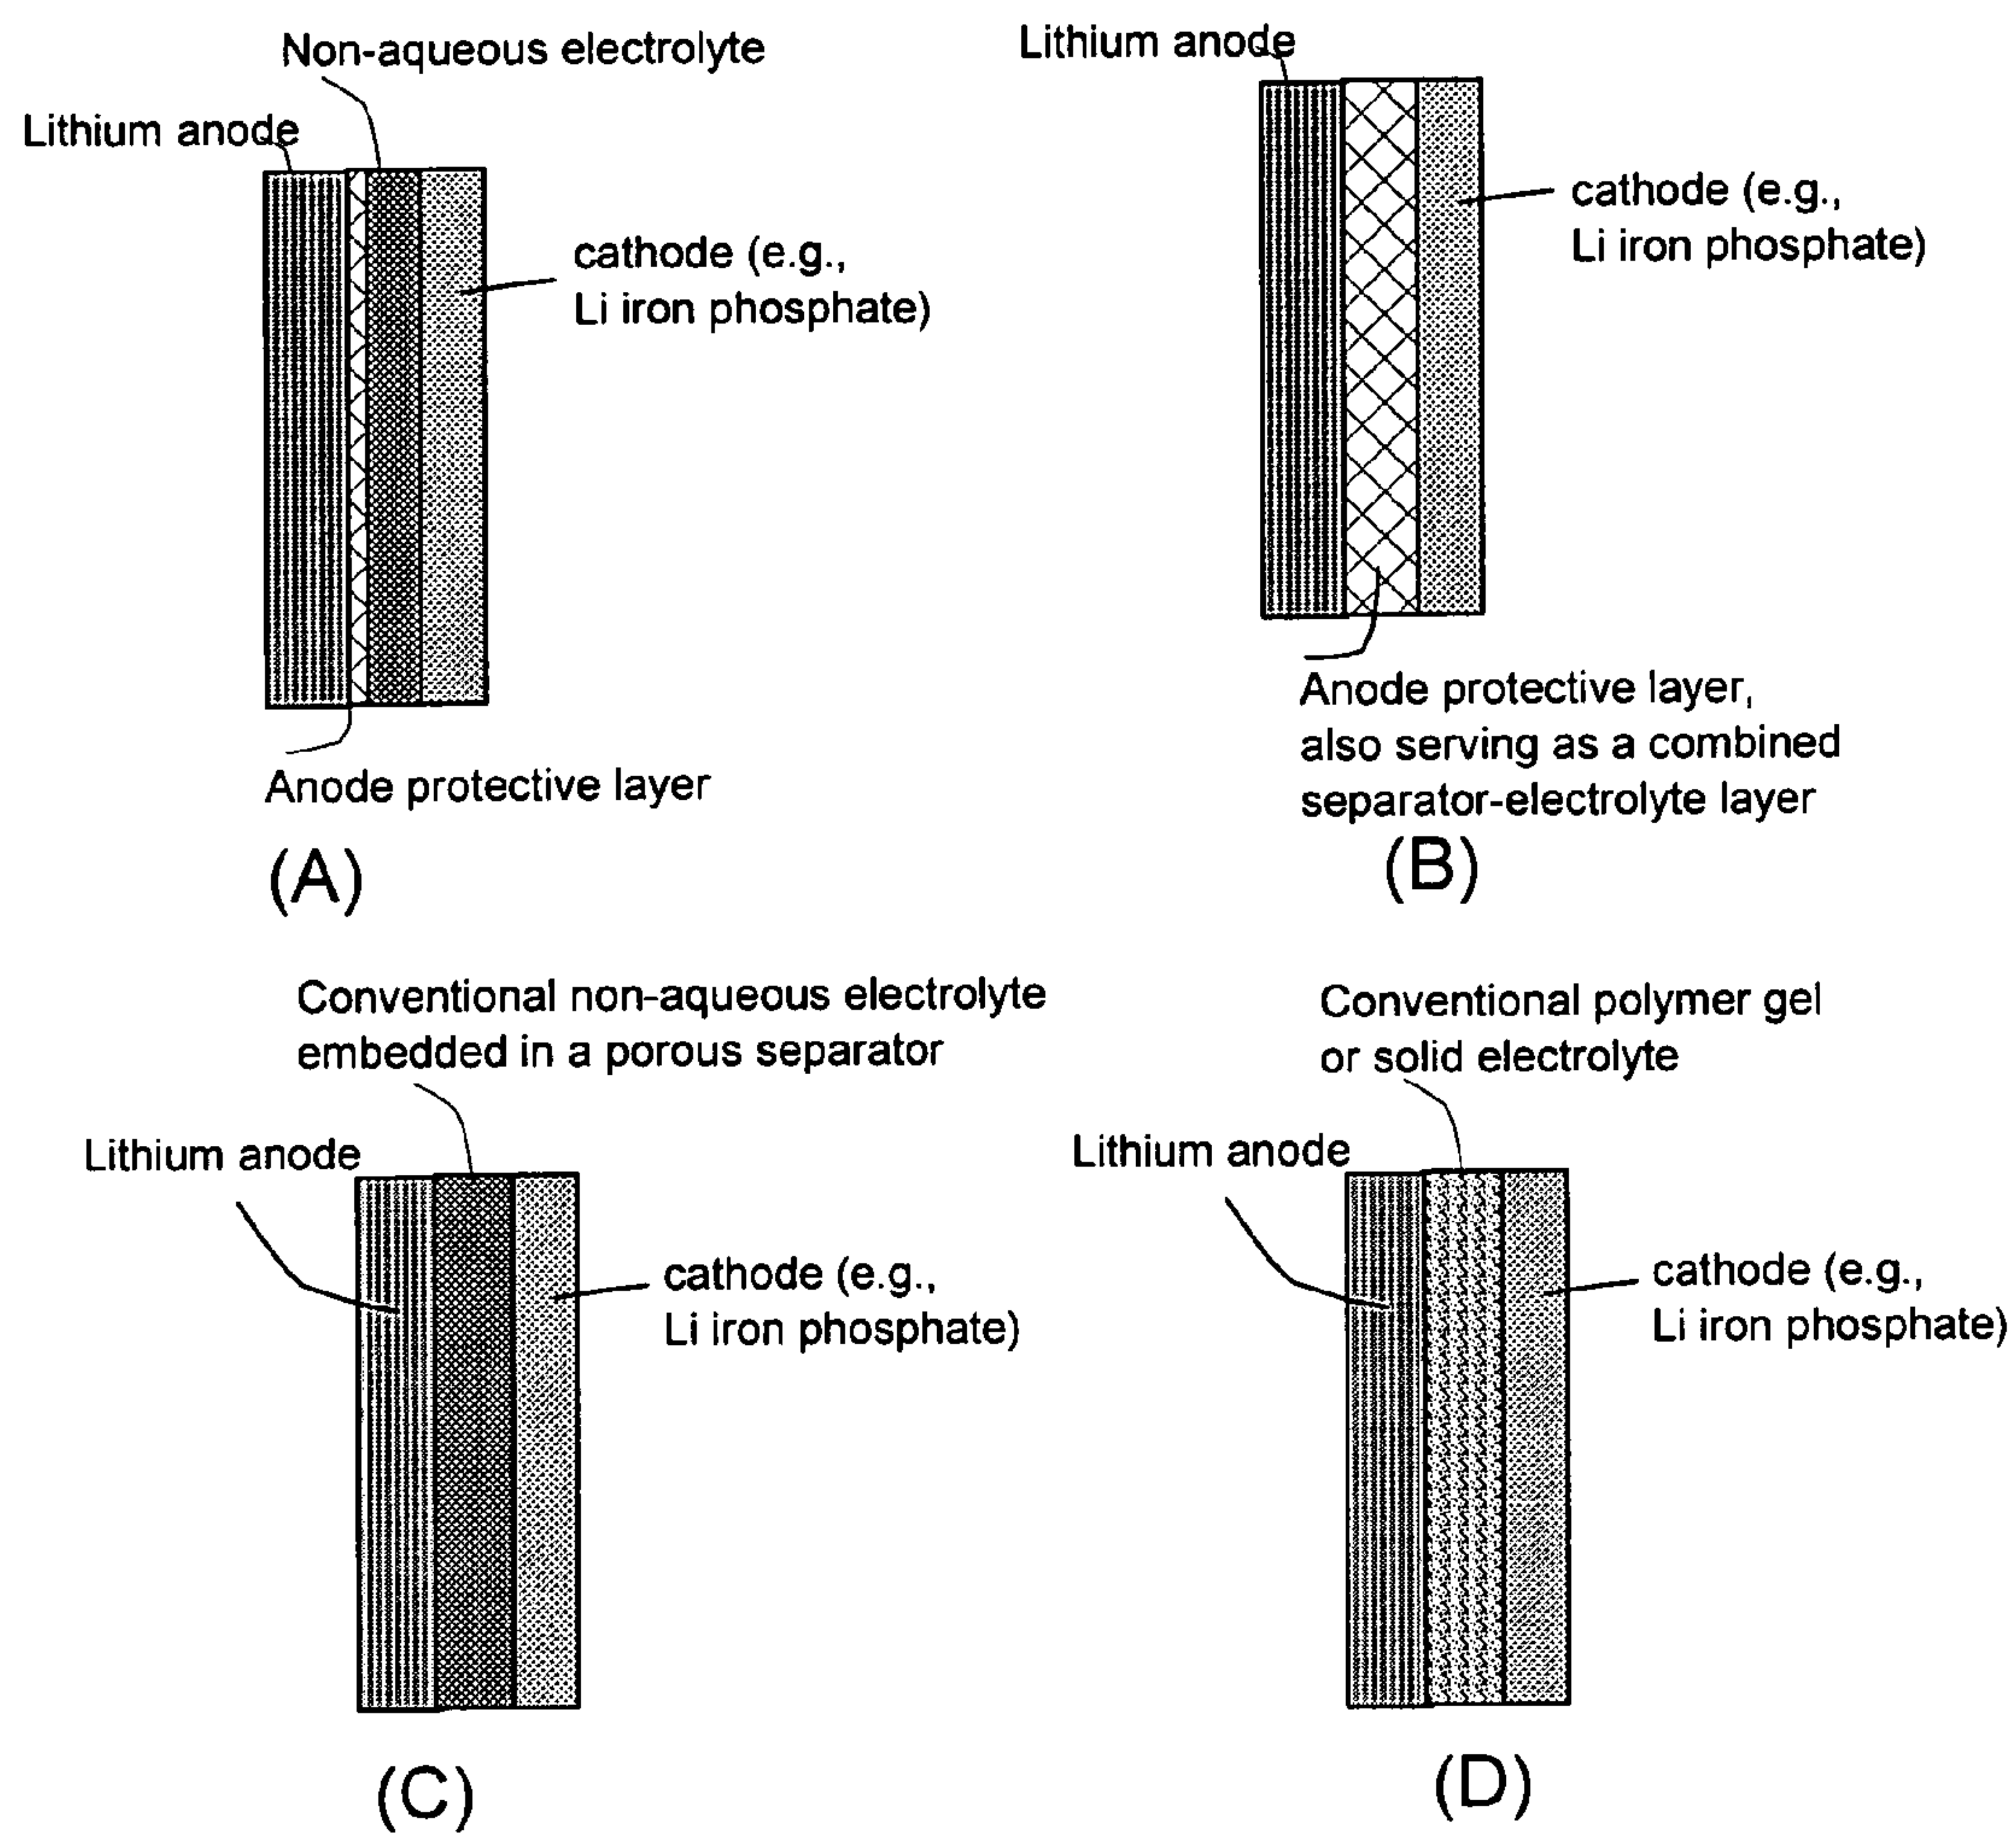 Non-aqueous electrolyte
Lithium anode
cathode (e.g.,
Li iron phosphate)
Anode protective layer
(A)
Lithium anode
cathode (e.g.,
Li iron phosphate)
Anode protective layer,
also serving as a combined
separator-electrolyte layer
(B)
Conventional non-aqueous electrolyte
embedded in a porous separator
Lithium anode
cathode (e.g.,
Li iron phosphate)
(C)
Conventional polymer gel
or solid electrolyte
Lithium anode
cathode (e.g.,
Li iron phosphate)
(D)